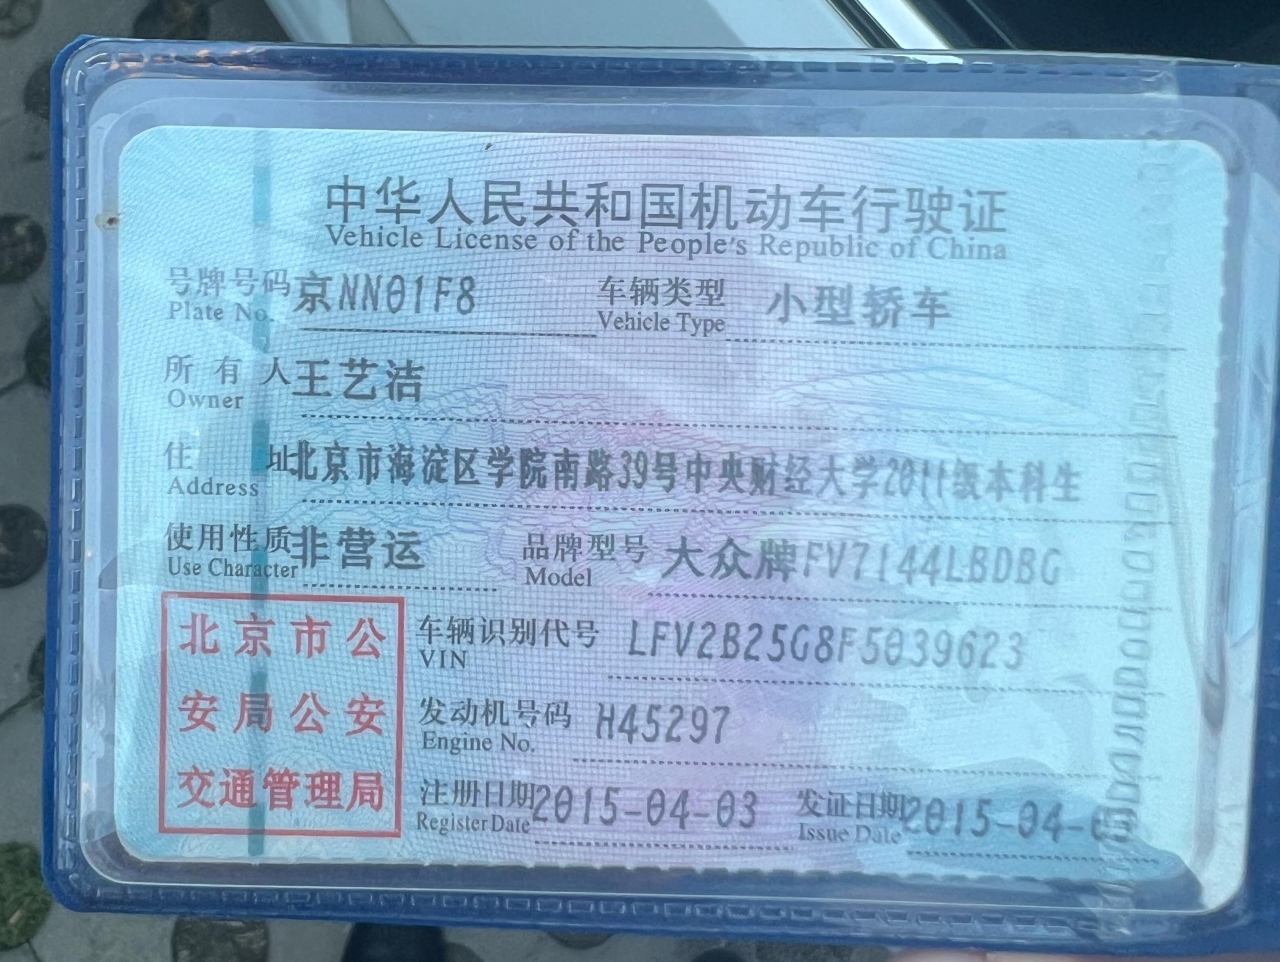 中华人民共和国机动车行驶证
Vehicle License of the People's Republic of China
号牌号码 京NN01F8 车辆类型 小型轿车
Plate No. Vehicle Type
所有人 王艺洁
Owner
住址 北京市海淀区学院南路39号中央财经大学2011级本科生
Address
使用性质 非营运 品牌型号 大众牌FV7144LBDBG
Use Character Model
北京市公
安局公安
交通管理局
车辆识别代号 LFV2B25G8F5039623
VIN
发动机号码 H45297
Engine No.
注册日期 2015-04-03 发证日期 2015-04-
Register Date Issue Date